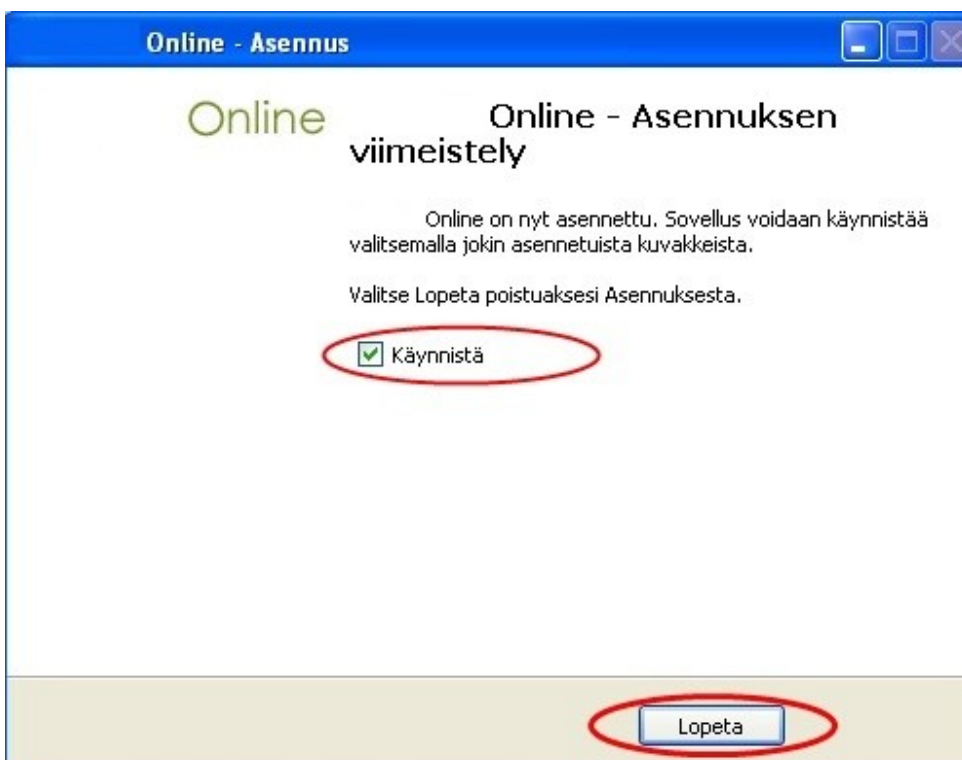 Online - Asennus
Online
Online - Asennuksen
viimeistely
Online on nyt asennettu. Sovellus voidaan käynnistää
valitsemalla jokin asennetuista kuvakkeista.
Valitse Lopeta poistuaksesi Asennuksesta.
Käynnistä
Lopeta